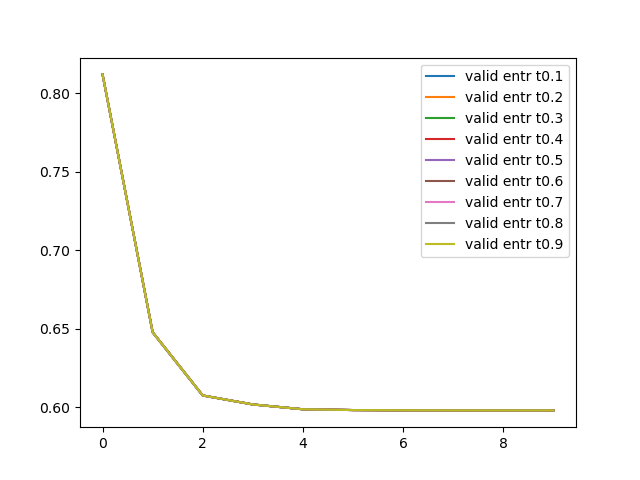 valid entr t0.1
valid entr t0.2
valid entr t0.3
valid entr t0.4
valid entr t0.5
valid entr t0.6
valid entr t0.7
valid entr t0.8
valid entr t0.9
0.80
0.75
0.70
0.65
0.60
0 2 4 6 8